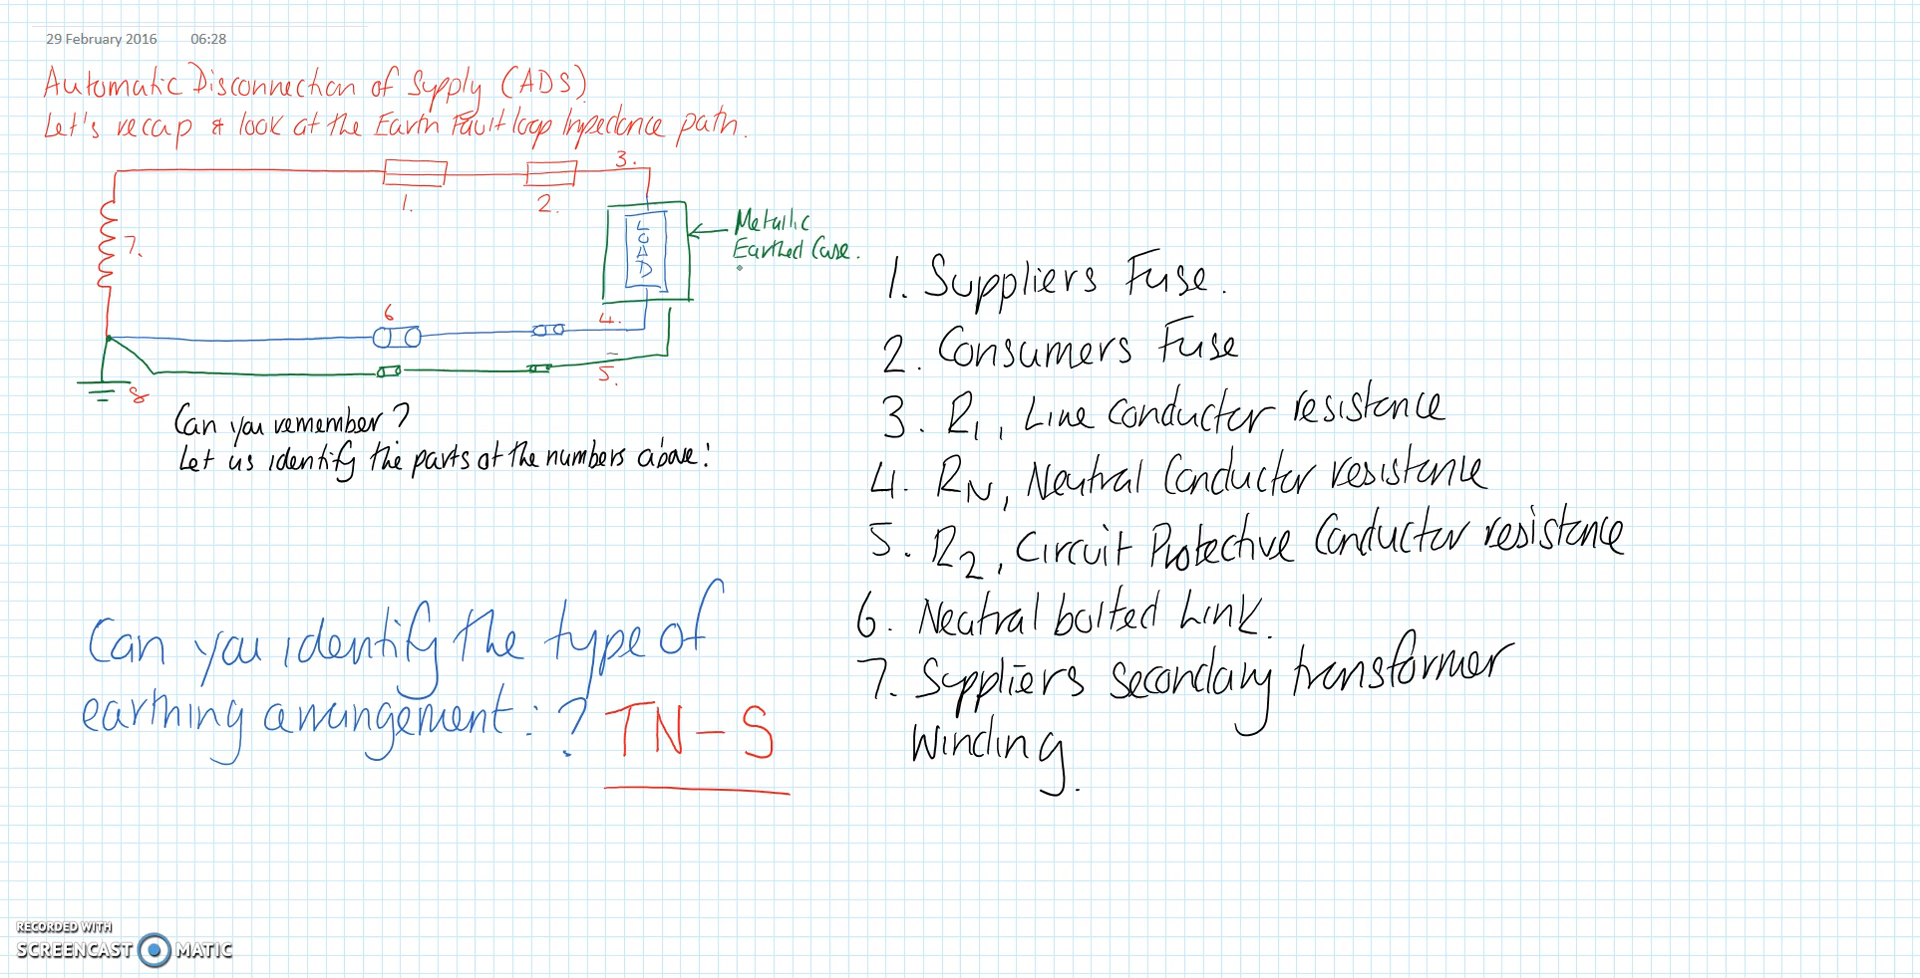 29 February 2016 06:28
Automatic Disconnection of Supply (ADS).
Let's recap & look at the Earth Fault loop Impedance path.
3.
1.
2.
7.
LOAD
Metallic
Earthed Case.
6
4.
5.
8
Can you remember?
Let us identify the parts of the numbers above:
Can you identify the type of
earthing arrangement:? TN-S
1. Suppliers Fuse.
2. Consumers Fuse
3. R1, Line conductor resistance
4. RN, Neutral Conductor resistance
5. R2, Circuit Protective Conductor resistance
6. Neutral bolted Link.
7. Suppliers secondary transformer
Winding.
RECORDED WITH
SCREENCAST MATIC